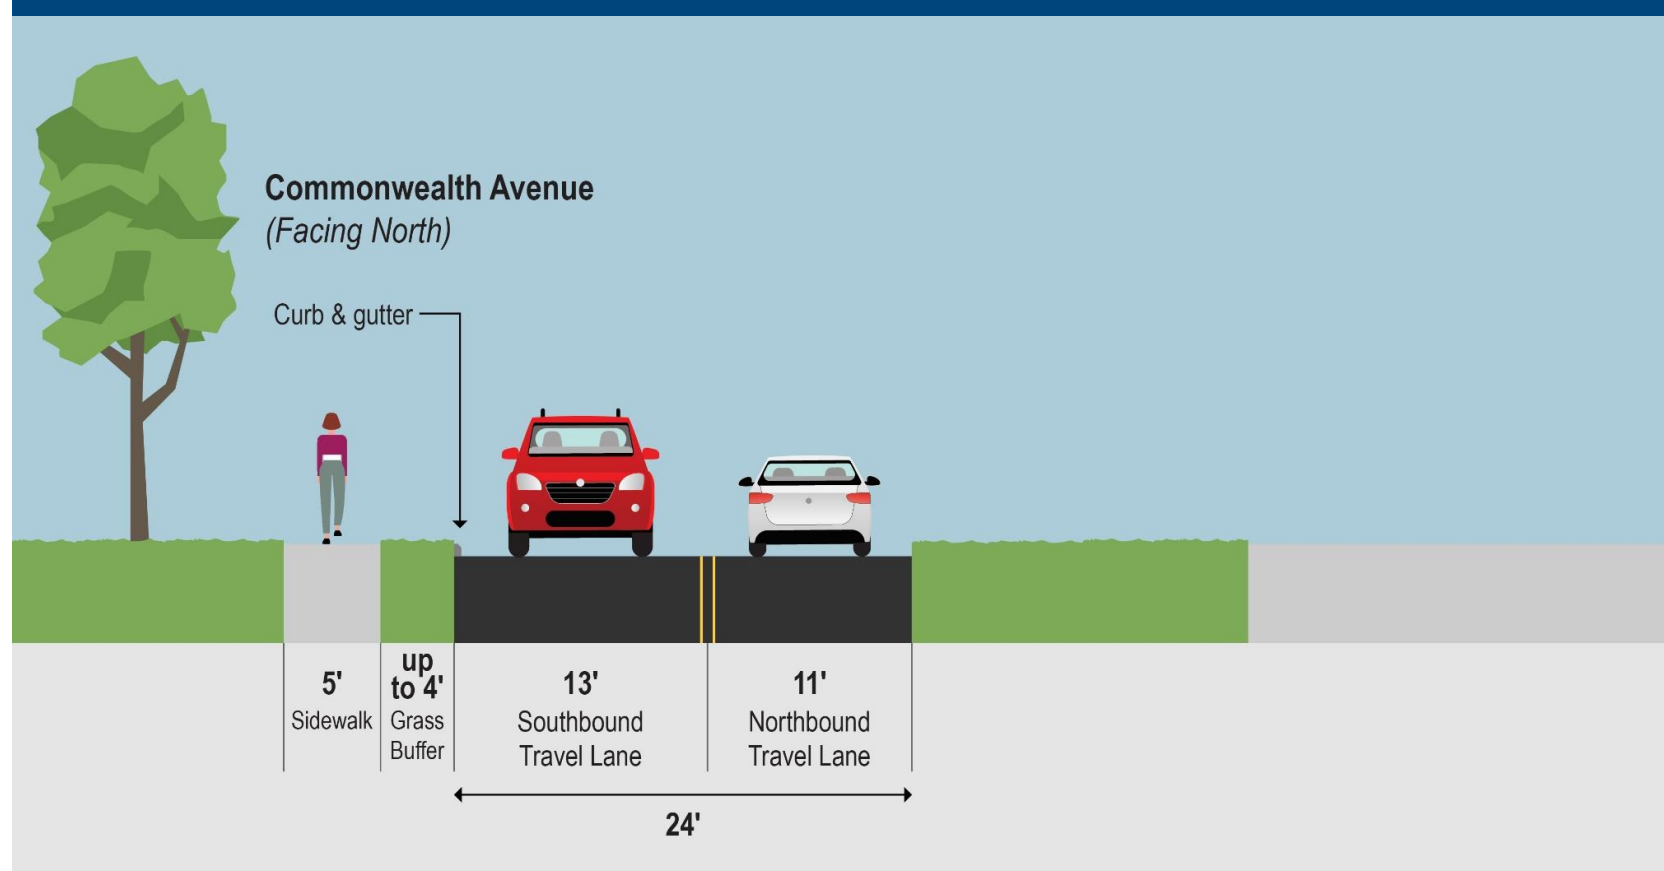 Commonwealth Avenue
(Facing North)
Curb & gutter
5'
Sidewalk
up
to 4'
Grass
Buffer
13'
Southbound
Travel Lane
11'
Northbound
Travel Lane
24'